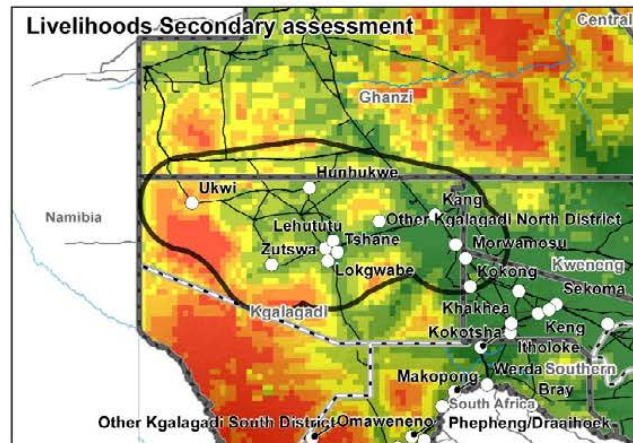 Livelihoods Secondary assessment
Central
Ghanzi
Hunhukwe
Ukwi
Kang
Namibia
Other Kgalagadi North District
Lehututu
Tshane
Morwamosu
Zutswa
Lokgwabe
Kokong
Kweneng
Kgalagadi
Khakhea
Sekoma
Kokotsha
Keng
Itholoke
Werda
Southern
Makopong
Bray
South Africa
Other Kgalagadi South District
Omaweneno
Phepheng/Draaihoek